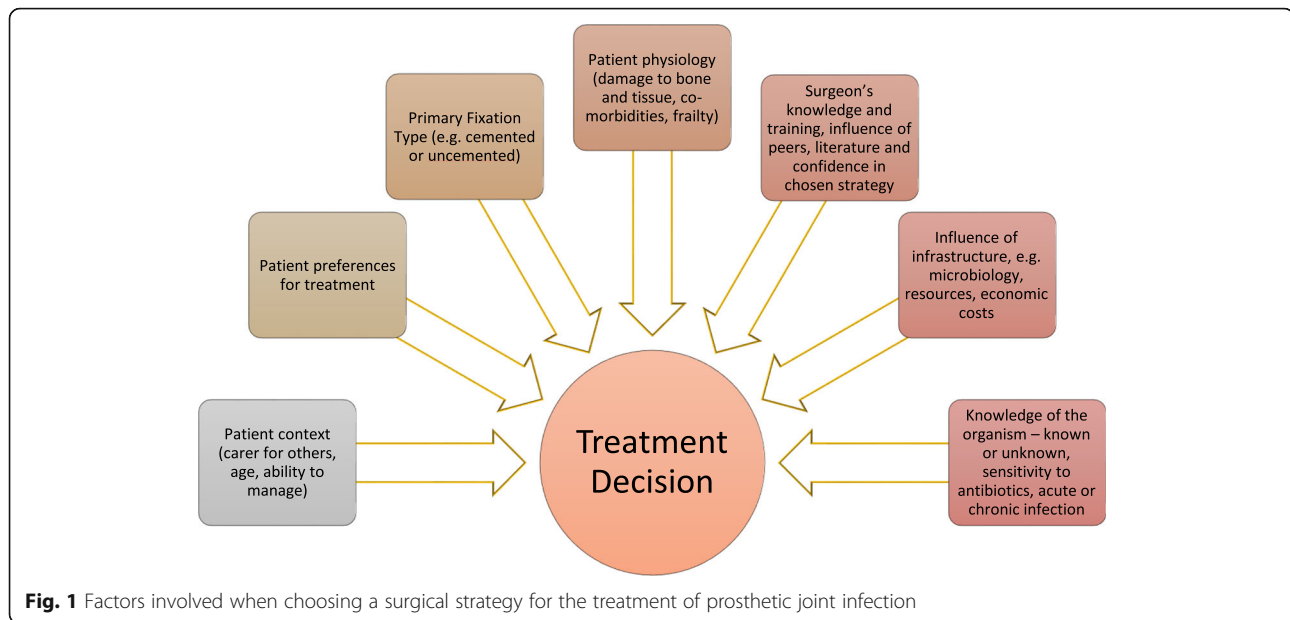 Patient physiology
(damage to bone
and tissue, co-
morbidities, frailty)
Surgeon's
knowledge and
training, influence of
peers, literature and
confidence in
chosen strategy
Primary Fixation
Type (e.g. cemented
or uncemented)
Patient preferences
for treatment
Influence of
infrastructure, e.g.
microbiology,
resources, economic
costs
Patient context
(carer for others,
age, ability to
manage)
Treatment
Decision
Knowledge of the
organism – known
or unknown,
sensitivity to
antibiotics, acute or
chronic infection
Fig. 1 Factors involved when choosing a surgical strategy for the treatment of prosthetic joint infection